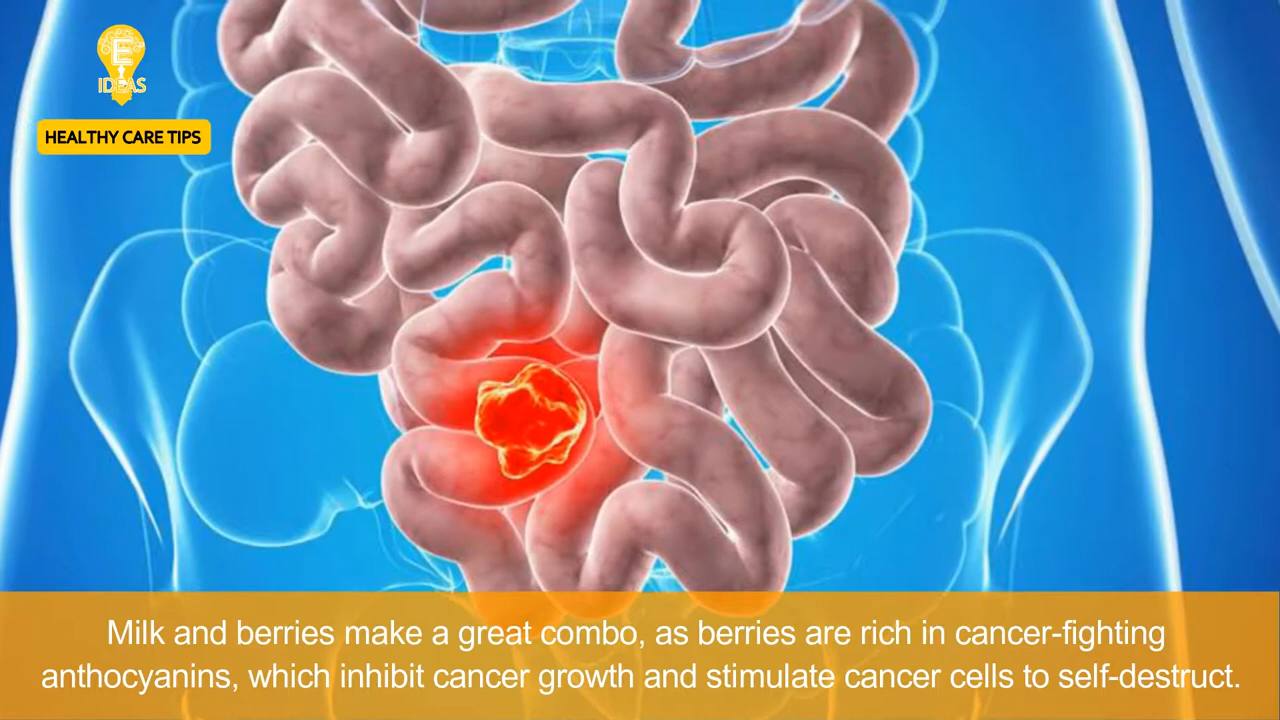 E
IDEAS
HEALTHY CARE TIPS
Milk and berries make a great combo, as berries are rich in cancer-fighting
anthocyanins, which inhibit cancer growth and stimulate cancer cells to self-destruct.